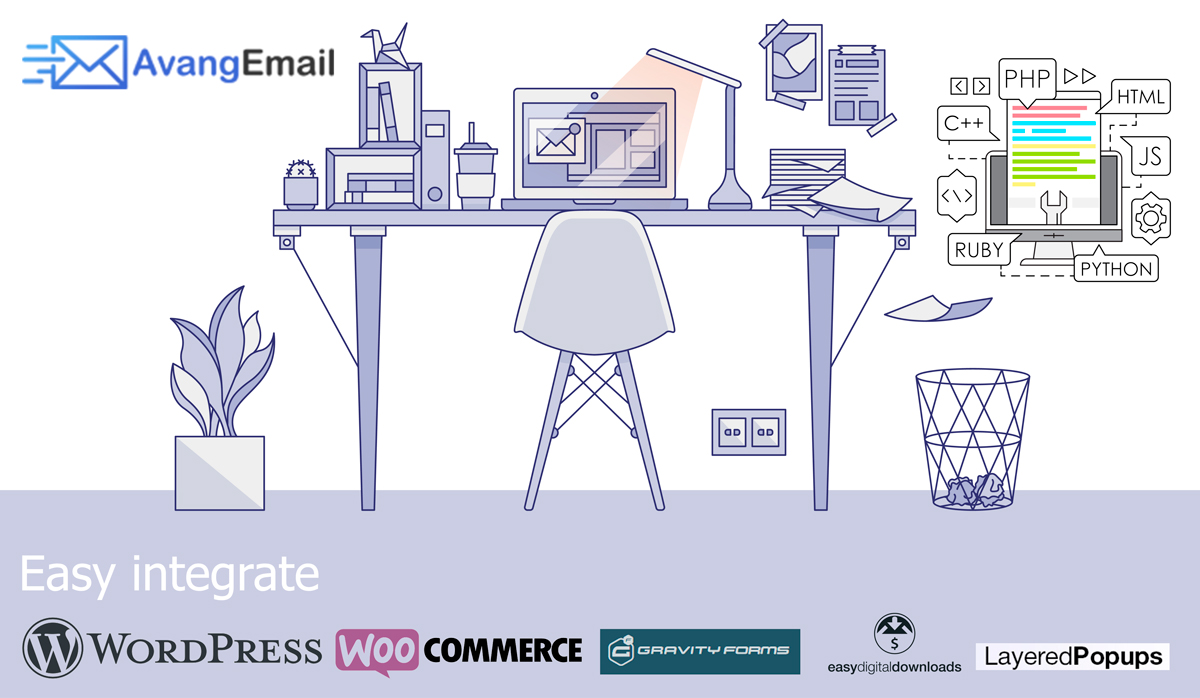 AvangEmail
PHP
HTML
C++
JS
RUBY
PYTHON
Easy integrate
WORDPRESS
WOO COMMERCE
GRAVITY FORMS
easydigitaldownloads
LayeredPopups